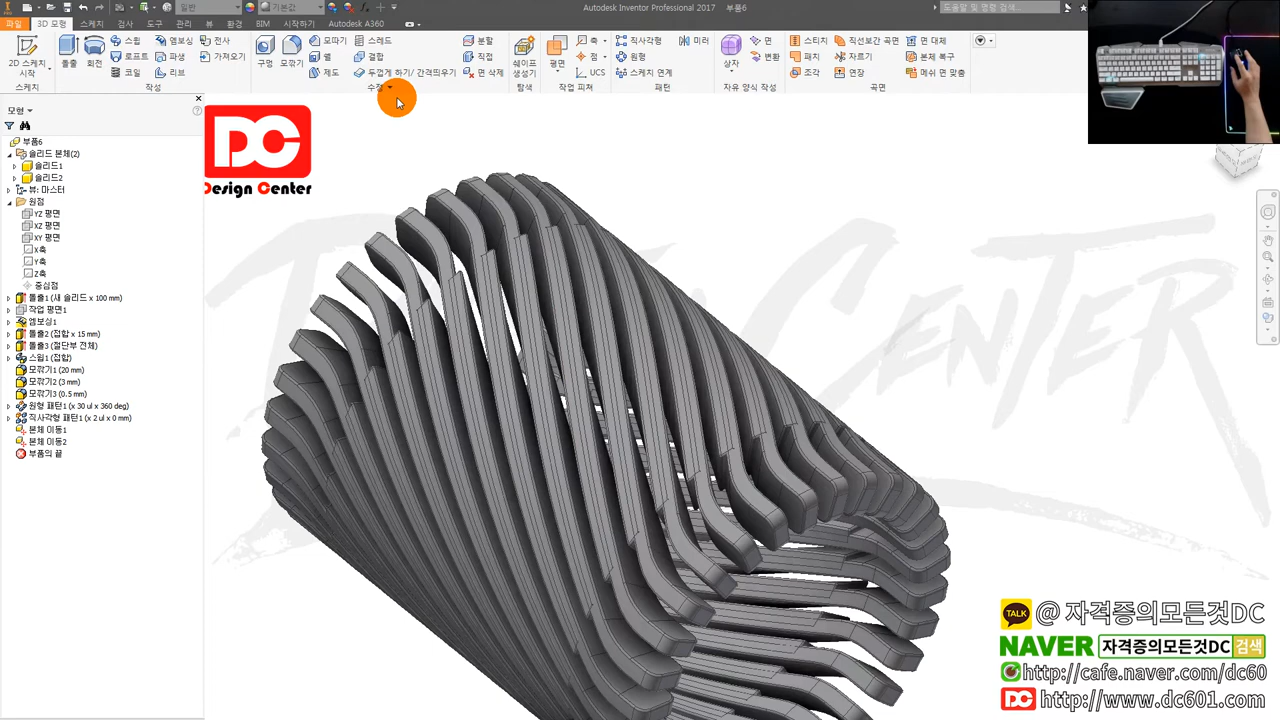 일반 기본값 Autodesk Inventor Professional 2017 부품6 도움말 및 명령 검색...
파일 3D 모형 스케치 검사 도구 관리 뷰 환경 BIM 시작하기 Autodesk A360
2D 스케치 시작 돌출 회전 스윕 로프트 코일 엠보싱 파생 리브 전사 가져오기
구멍 모깎기 모따기 쉘 제도 스레드 결합 두껍게 하기/ 간격띄우기 분할 직접 면 삭제
쉐이프 생성기 평면 축 점 UCS 직사각형 원형 스케치 연계 미러
상자 면 변환 스티치 패치 조각 직선보간 곡면 자르기 연장 면 대체 본체 복구 메쉬 면 맞춤
스케치 작성 수정 탐색 작업 피쳐 패턴 자유 양식 작성 곡면
모형
부품6
솔리드 본체(2)
솔리드1
솔리드2
뷰: 마스터
원점
YZ 평면
XZ 평면
XY 평면
X축
Y축
Z축
중심점
돌출1 (새 솔리드 x 100 mm)
작업 평면1
엠보싱1
돌출2 (접합 x 15 mm)
돌출3 (절단부 전체)
스윕1 (접합)
모깎기1 (20 mm)
모깎기2 (3 mm)
모깎기3 (0.5 mm)
원형 패턴1 (x 30 ul x 360 deg)
직사각형 패턴1 (x 2 ul x 0 mm)
본체 이동1
본체 이동2
부품의 끝
DC
Design Center
CENTER
TALK @ 자격증의모든것DC
NAVER 자격증의모든것DC 검색
http://cafe.naver.com/dc60
DC http://www.dc601.com